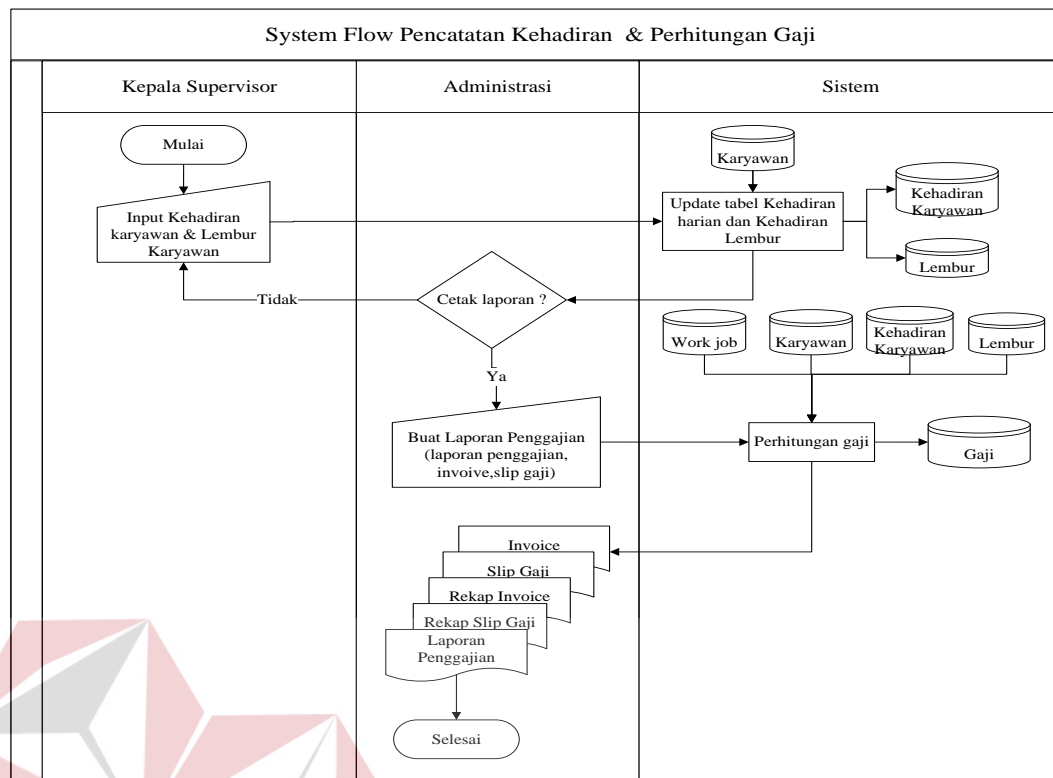 System Flow Pencatatan Kehadiran & Perhitungan Gaji
Kepala Supervisor
Administrasi
Sistem
Mulai
Karyawan
Input Kehadiran
karyawan & Lembur
Karyawan
Update tabel Kehadiran
harian dan Kehadiran
Lembur
Kehadiran
Karyawan
Lembur
Tidak
Cetak laporan ?
Ya
Work job
Karyawan
Kehadiran
Karyawan
Lembur
Buat Laporan Penggajian
(laporan penggajian,
invoive,slip gaji)
Perhitungan gaji
Gaji
Invoice
Slip Gaji
Rekap Invoice
Rekap Slip Gaji
Laporan
Penggajian
Selesai